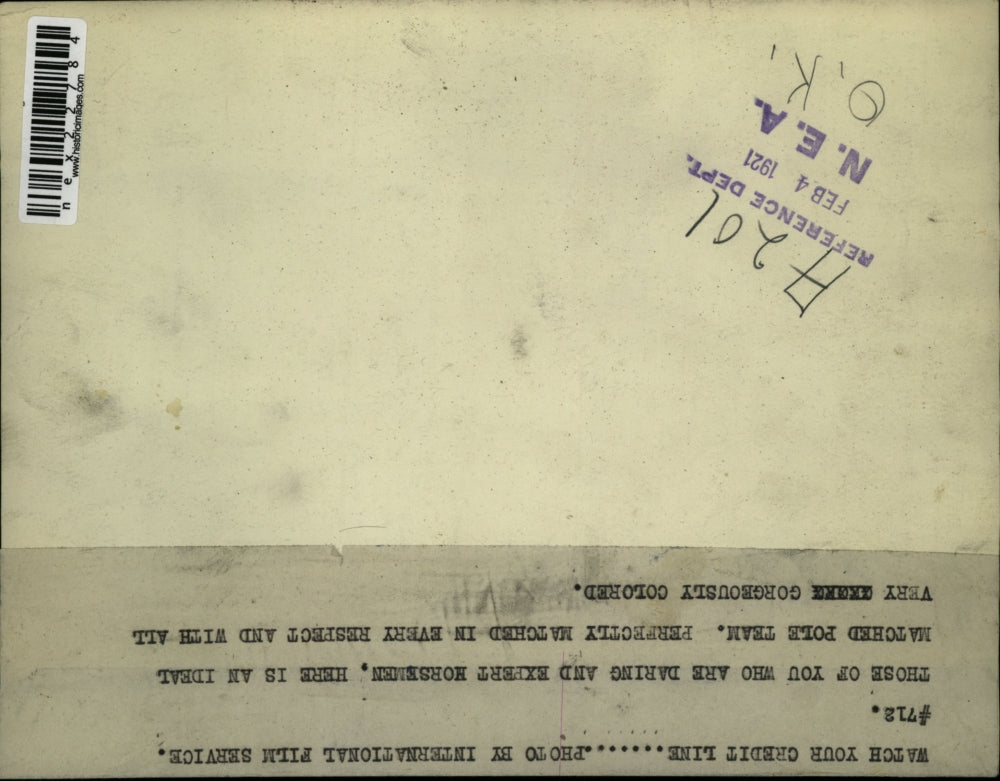 WATCH YOUR CREDIT LINE........PHOTO BY INTERNATIONAL FILM SERVICE.
#712.
THOSE OF YOU WHO ARE DARING AND EXPERT HORSEMEN, HERE IS AN IDEAL
MATCHED POLE TEAM. PERFECTLY MATCHED IN EVERY RESPECT AND WITH ALL
VERY GORGEOUSLY COLORED.
A201
REFERENCE DEPT.
FEB 4 1921
N. E. A.
O.K.
nex22784
www.historicimages.com